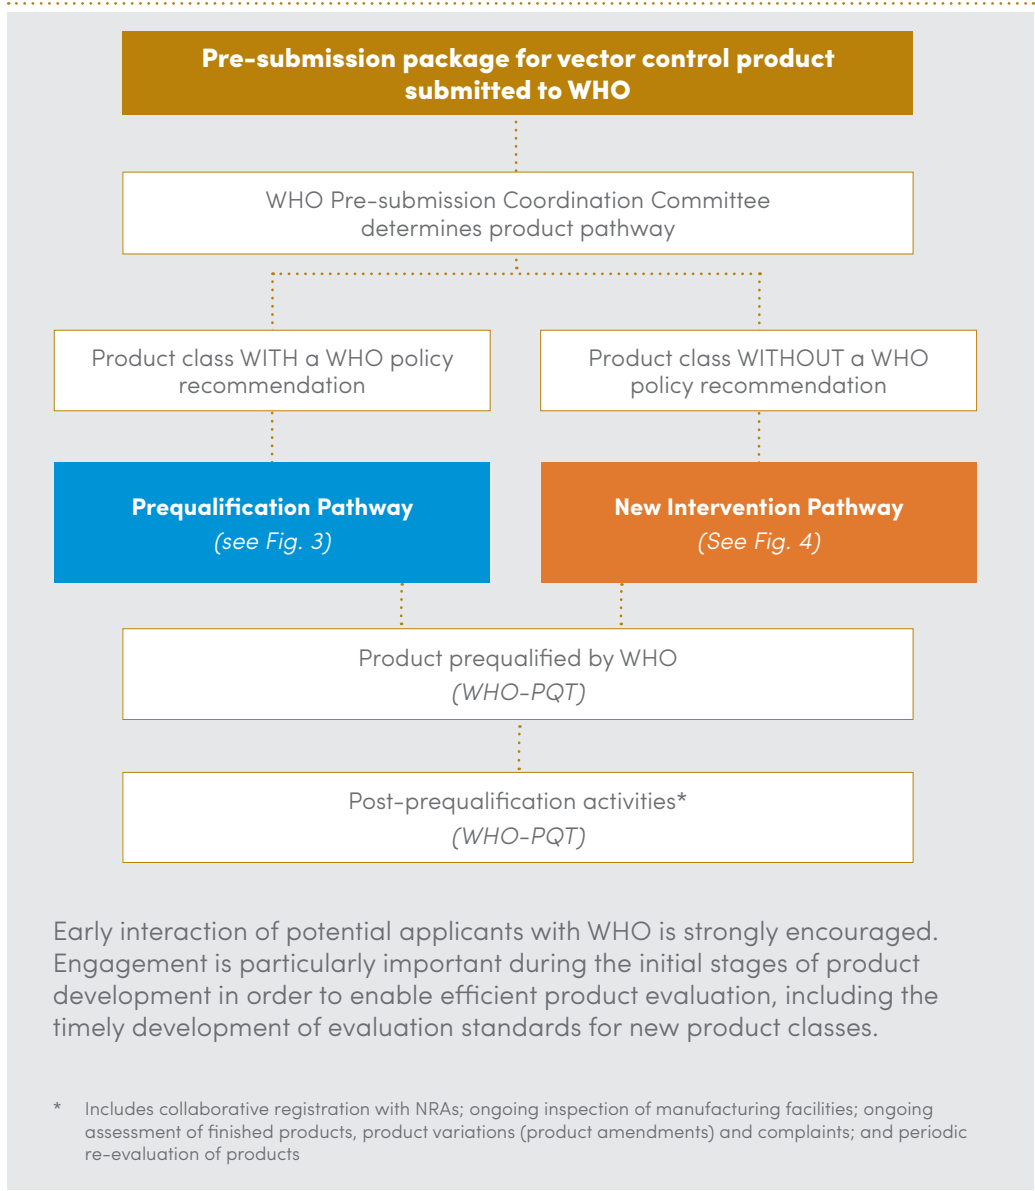 Pre-submission package for vector control product
submitted to WHO
WHO Pre-submission Coordination Committee
determines product pathway
Product class WITH a WHO policy
recommendation
Product class WITHOUT a WHO
policy recommendation
Prequalification Pathway
(see Fig. 3)
New Intervention Pathway
(See Fig. 4)
Product prequalified by WHO
(WHO-PQT)
Post-prequalification activities*
(WHO-PQT)
Early interaction of potential applicants with WHO is strongly encouraged.
Engagement is particularly important during the initial stages of product
development in order to enable efficient product evaluation, including the
timely development of evaluation standards for new product classes.
* Includes collaborative registration with NRAs; ongoing inspection of manufacturing facilities; ongoing
assessment of finished products, product variations (product amendments) and complaints; and periodic
re-evaluation of products